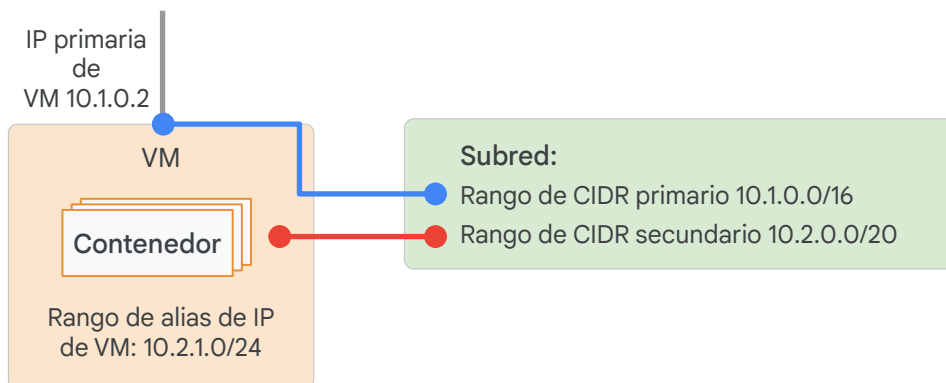 IP primaria
de
VM 10.1.0.2
VM
Contenedor
Rango de alias de IP
de VM: 10.2.1.0/24
Subred:
Rango de CIDR primario 10.1.0.0/16
Rango de CIDR secundario 10.2.0.0/20